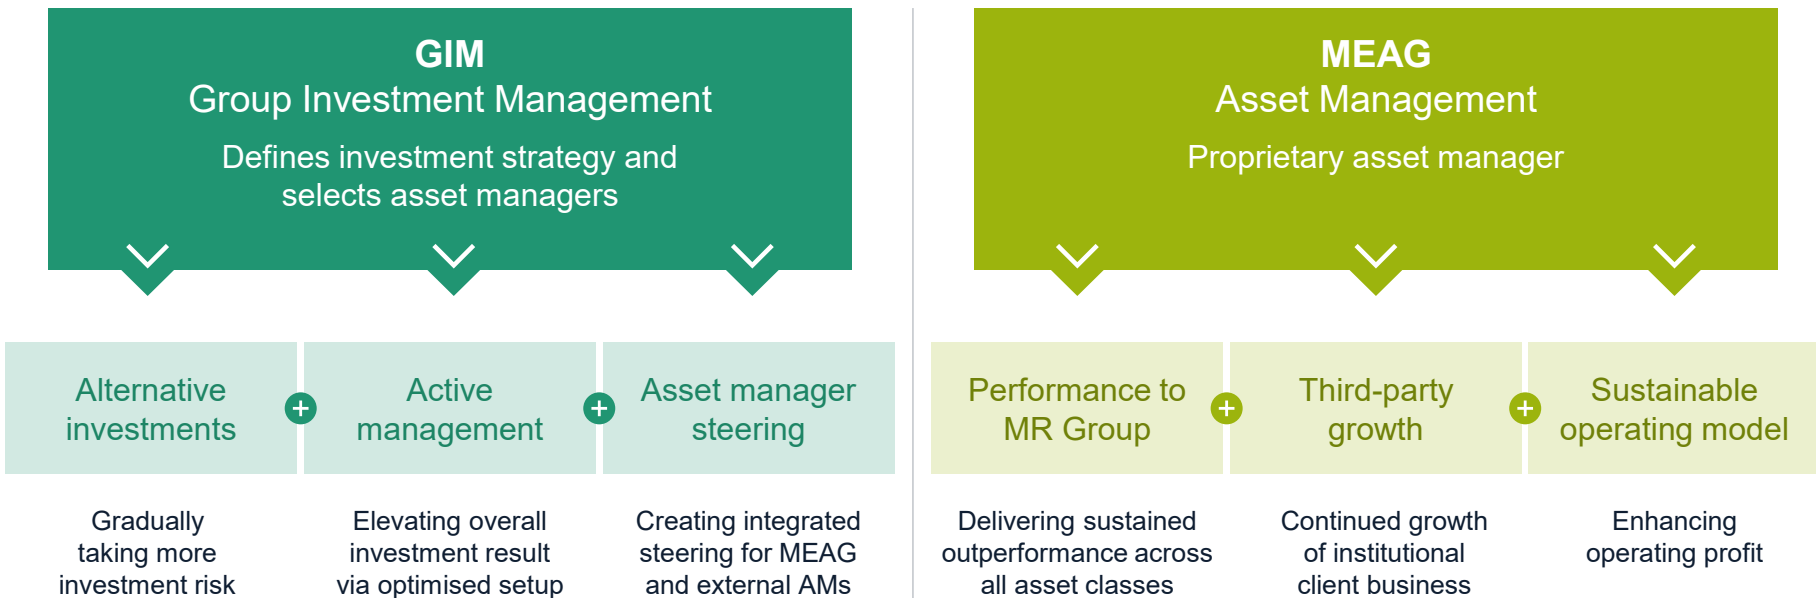 GIM
Group Investment Management
Defines investment strategy and
selects asset managers
Alternative
investments
+
Active
management
+
Asset manager
steering
Gradually
taking more
investment risk
Elevating overall
investment result
via optimised setup
Creating integrated
steering for MEAG
and external AMs
MEAG
Asset Management
Proprietary asset manager
Performance to
MR Group
+
Third-party
growth
+
Sustainable
operating model
Delivering sustained
outperformance across
all asset classes
Continued growth
of institutional
client business
Enhancing
operating profit